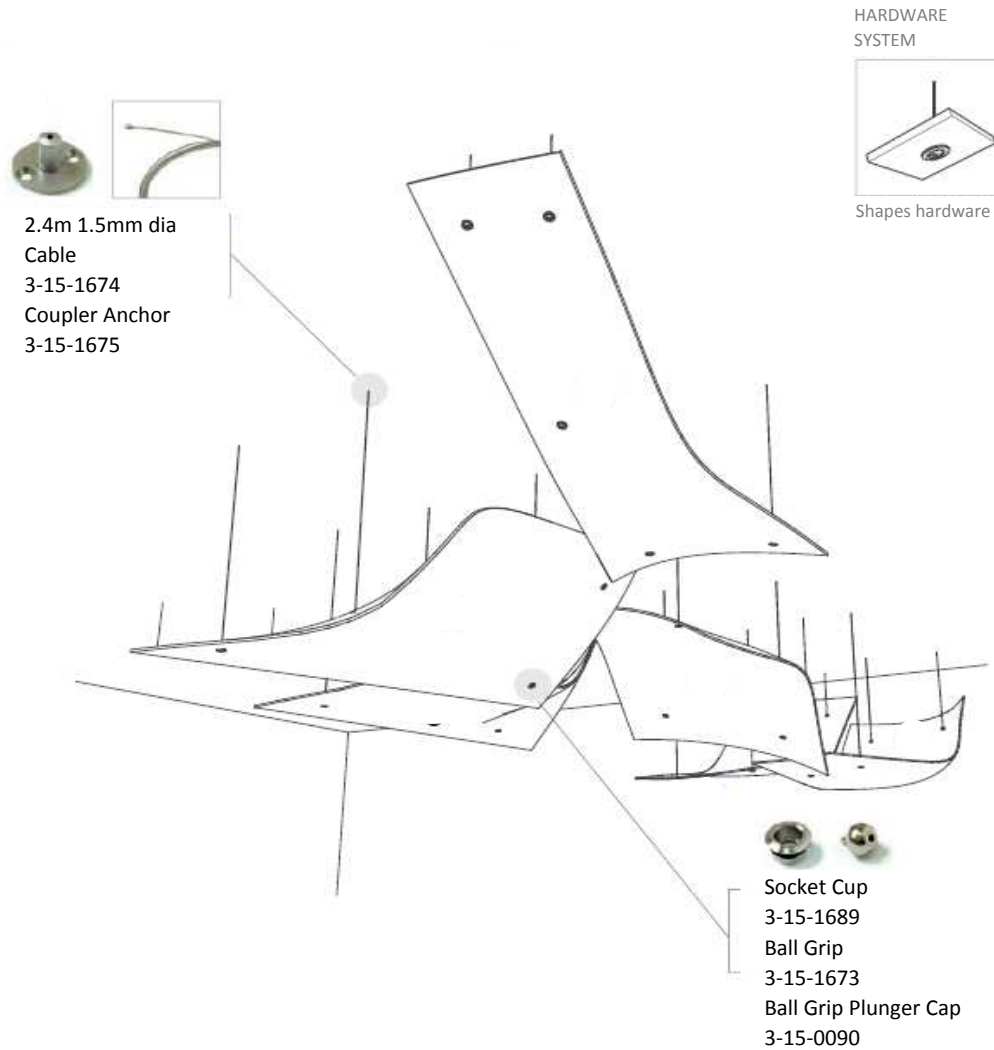 HARDWARE
SYSTEM
Shapes hardware
2.4m 1.5mm dia
Cable
3-15-1674
Coupler Anchor
3-15-1675
Socket Cup
3-15-1689
Ball Grip
3-15-1673
Ball Grip Plunger Cap
3-15-0090